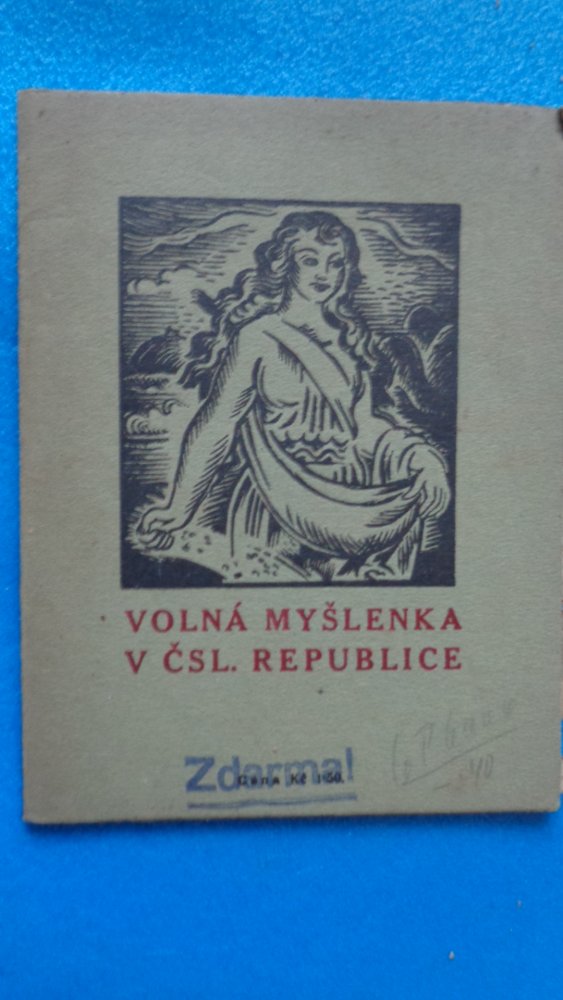 VOLNÁ MYŠLENKA
V ČSL. REPUBLICE
Zdarma!
Cena Kč 1·50.